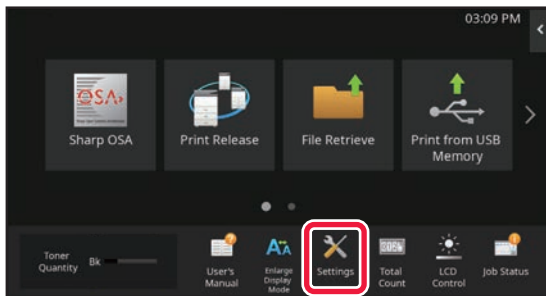 03:09 PM
OSA
Sharp OSA
Print Release
File Retrieve
Print from USB
Memory
Toner
Quantity
Bk
User's
Manual
Enlarge
Display
Mode
Settings
Total
Count
LCD
Control
Job Status